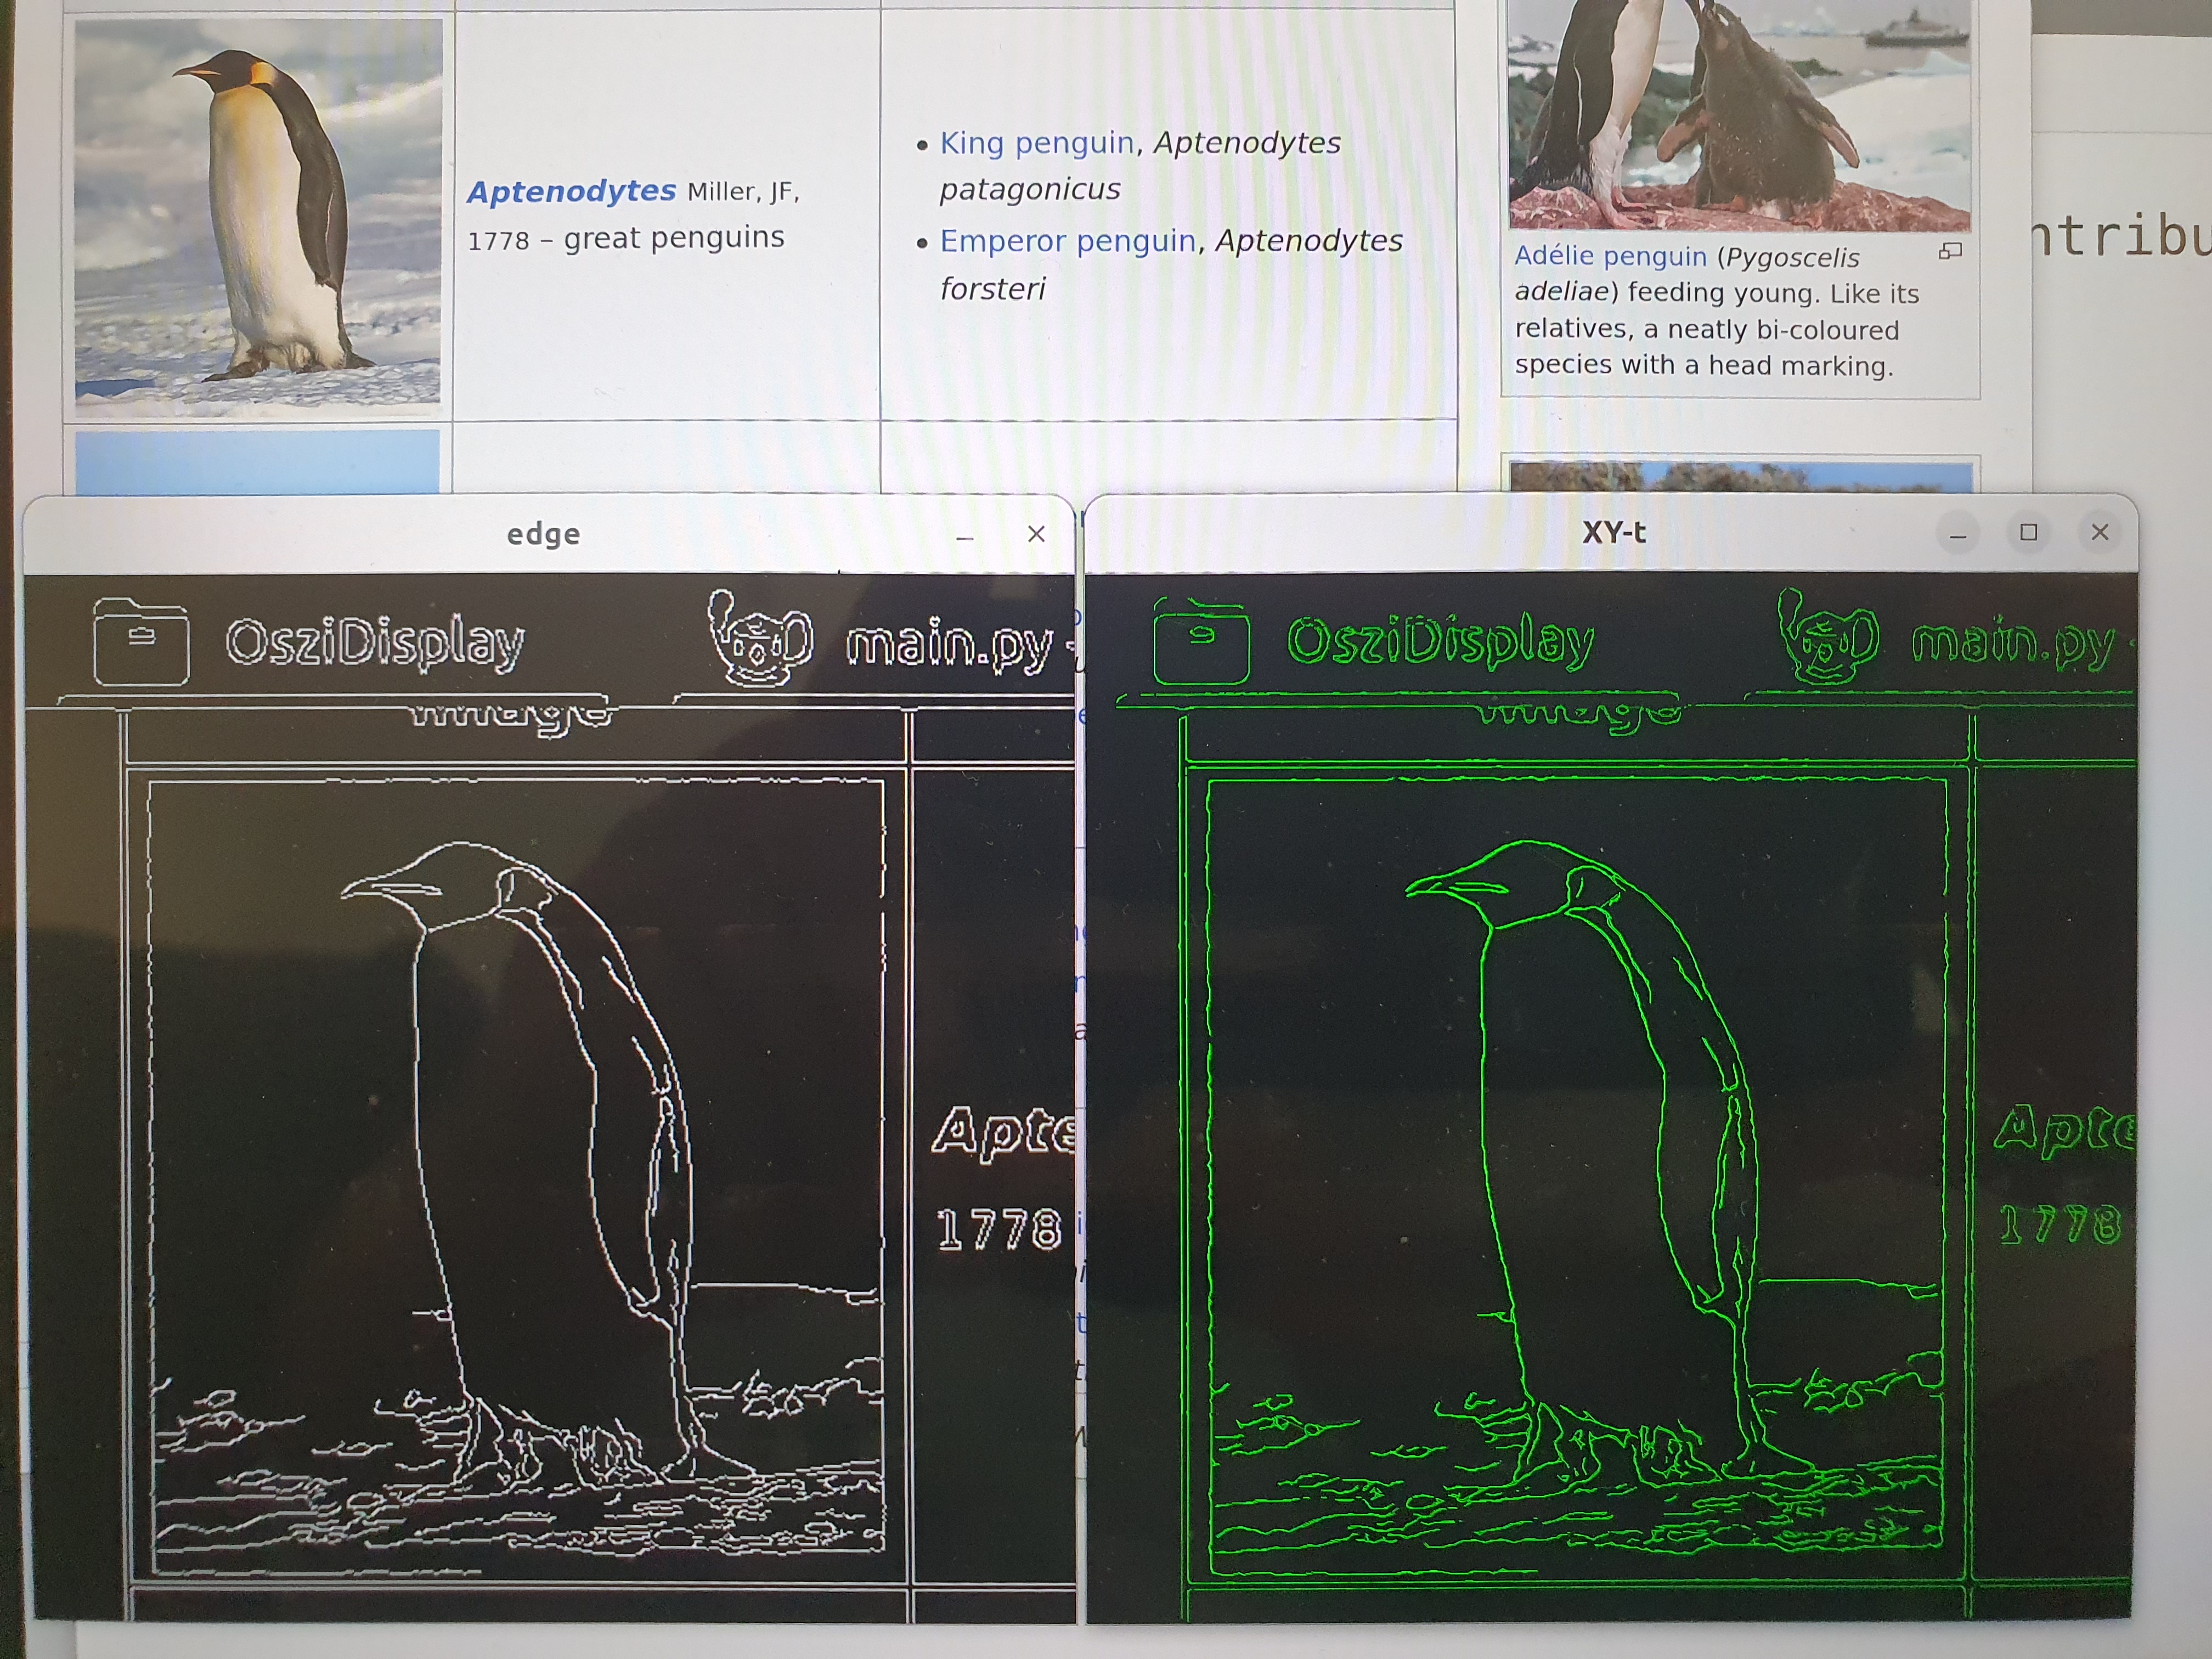 Aptenodytes Miller, JF,
1778 – great penguins
• King penguin, Aptenodytes
patagonicus
• Emperor penguin, Aptenodytes
forsteri
Adélie penguin (Pygoscelis
adeliae) feeding young. Like its
relatives, a neatly bi-coloured
species with a head marking.
ntribu
edge
XY-t
OsziDisplay
main.py -
image
Apte
1778
OsziDisplay
main.py -
image
Apte
1778